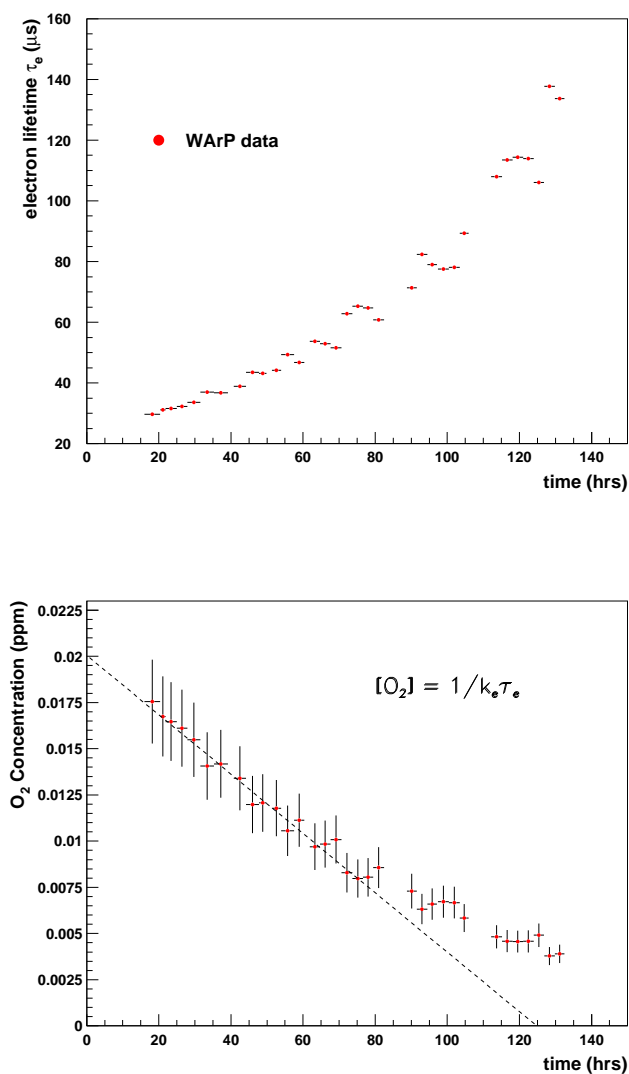 160
140
120
100
80
60
40
20
electron lifetime τe (μs)
WArP data
0 20 40 60 80 100 120 140
time (hrs)
0.0225
0.02
0.0175
0.015
0.0125
0.01
0.0075
0.005
0.0025
0
O2 Concentration (ppm)
[O2] = 1/keτe
0 20 40 60 80 100 120 140
time (hrs)